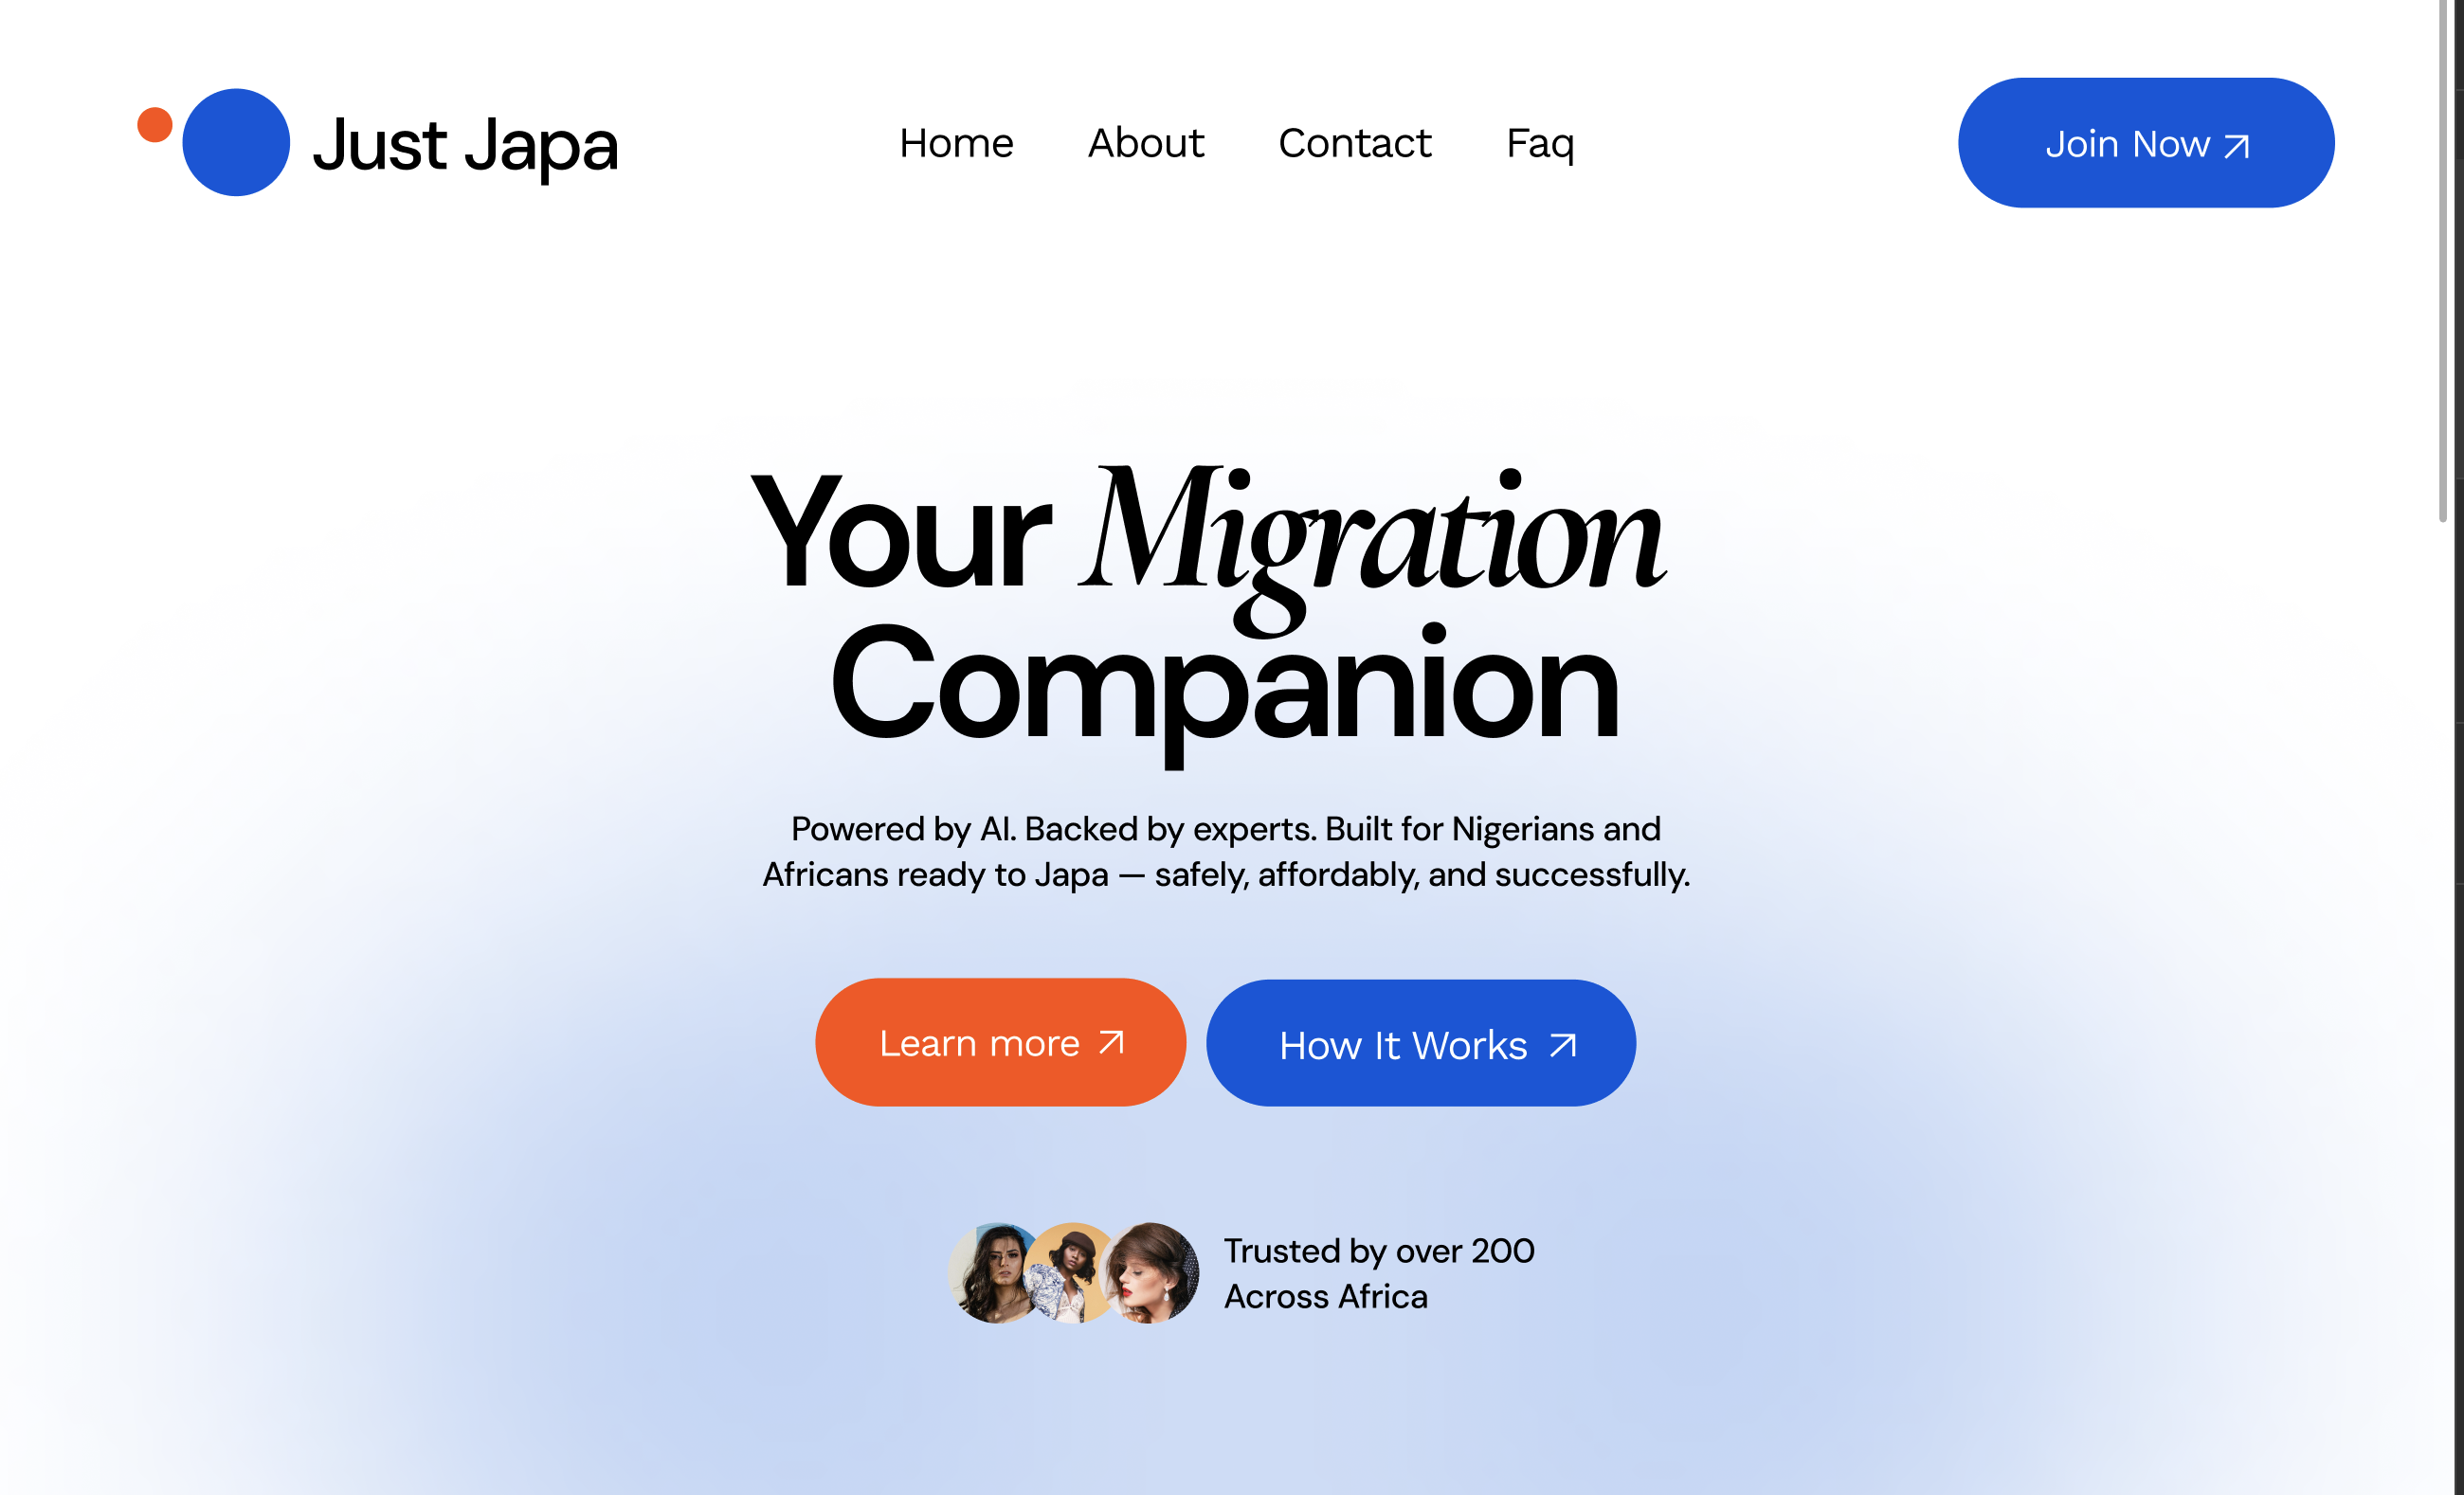 Just Japa
Home About Contact Faq
Join Now
Your Migration
Companion
Powered by AI. Backed by experts. Built for Nigerians and
Africans ready to Japa — safely, affordably, and successfully.
Learn more
How It Works
Trusted by over 200
Across Africa